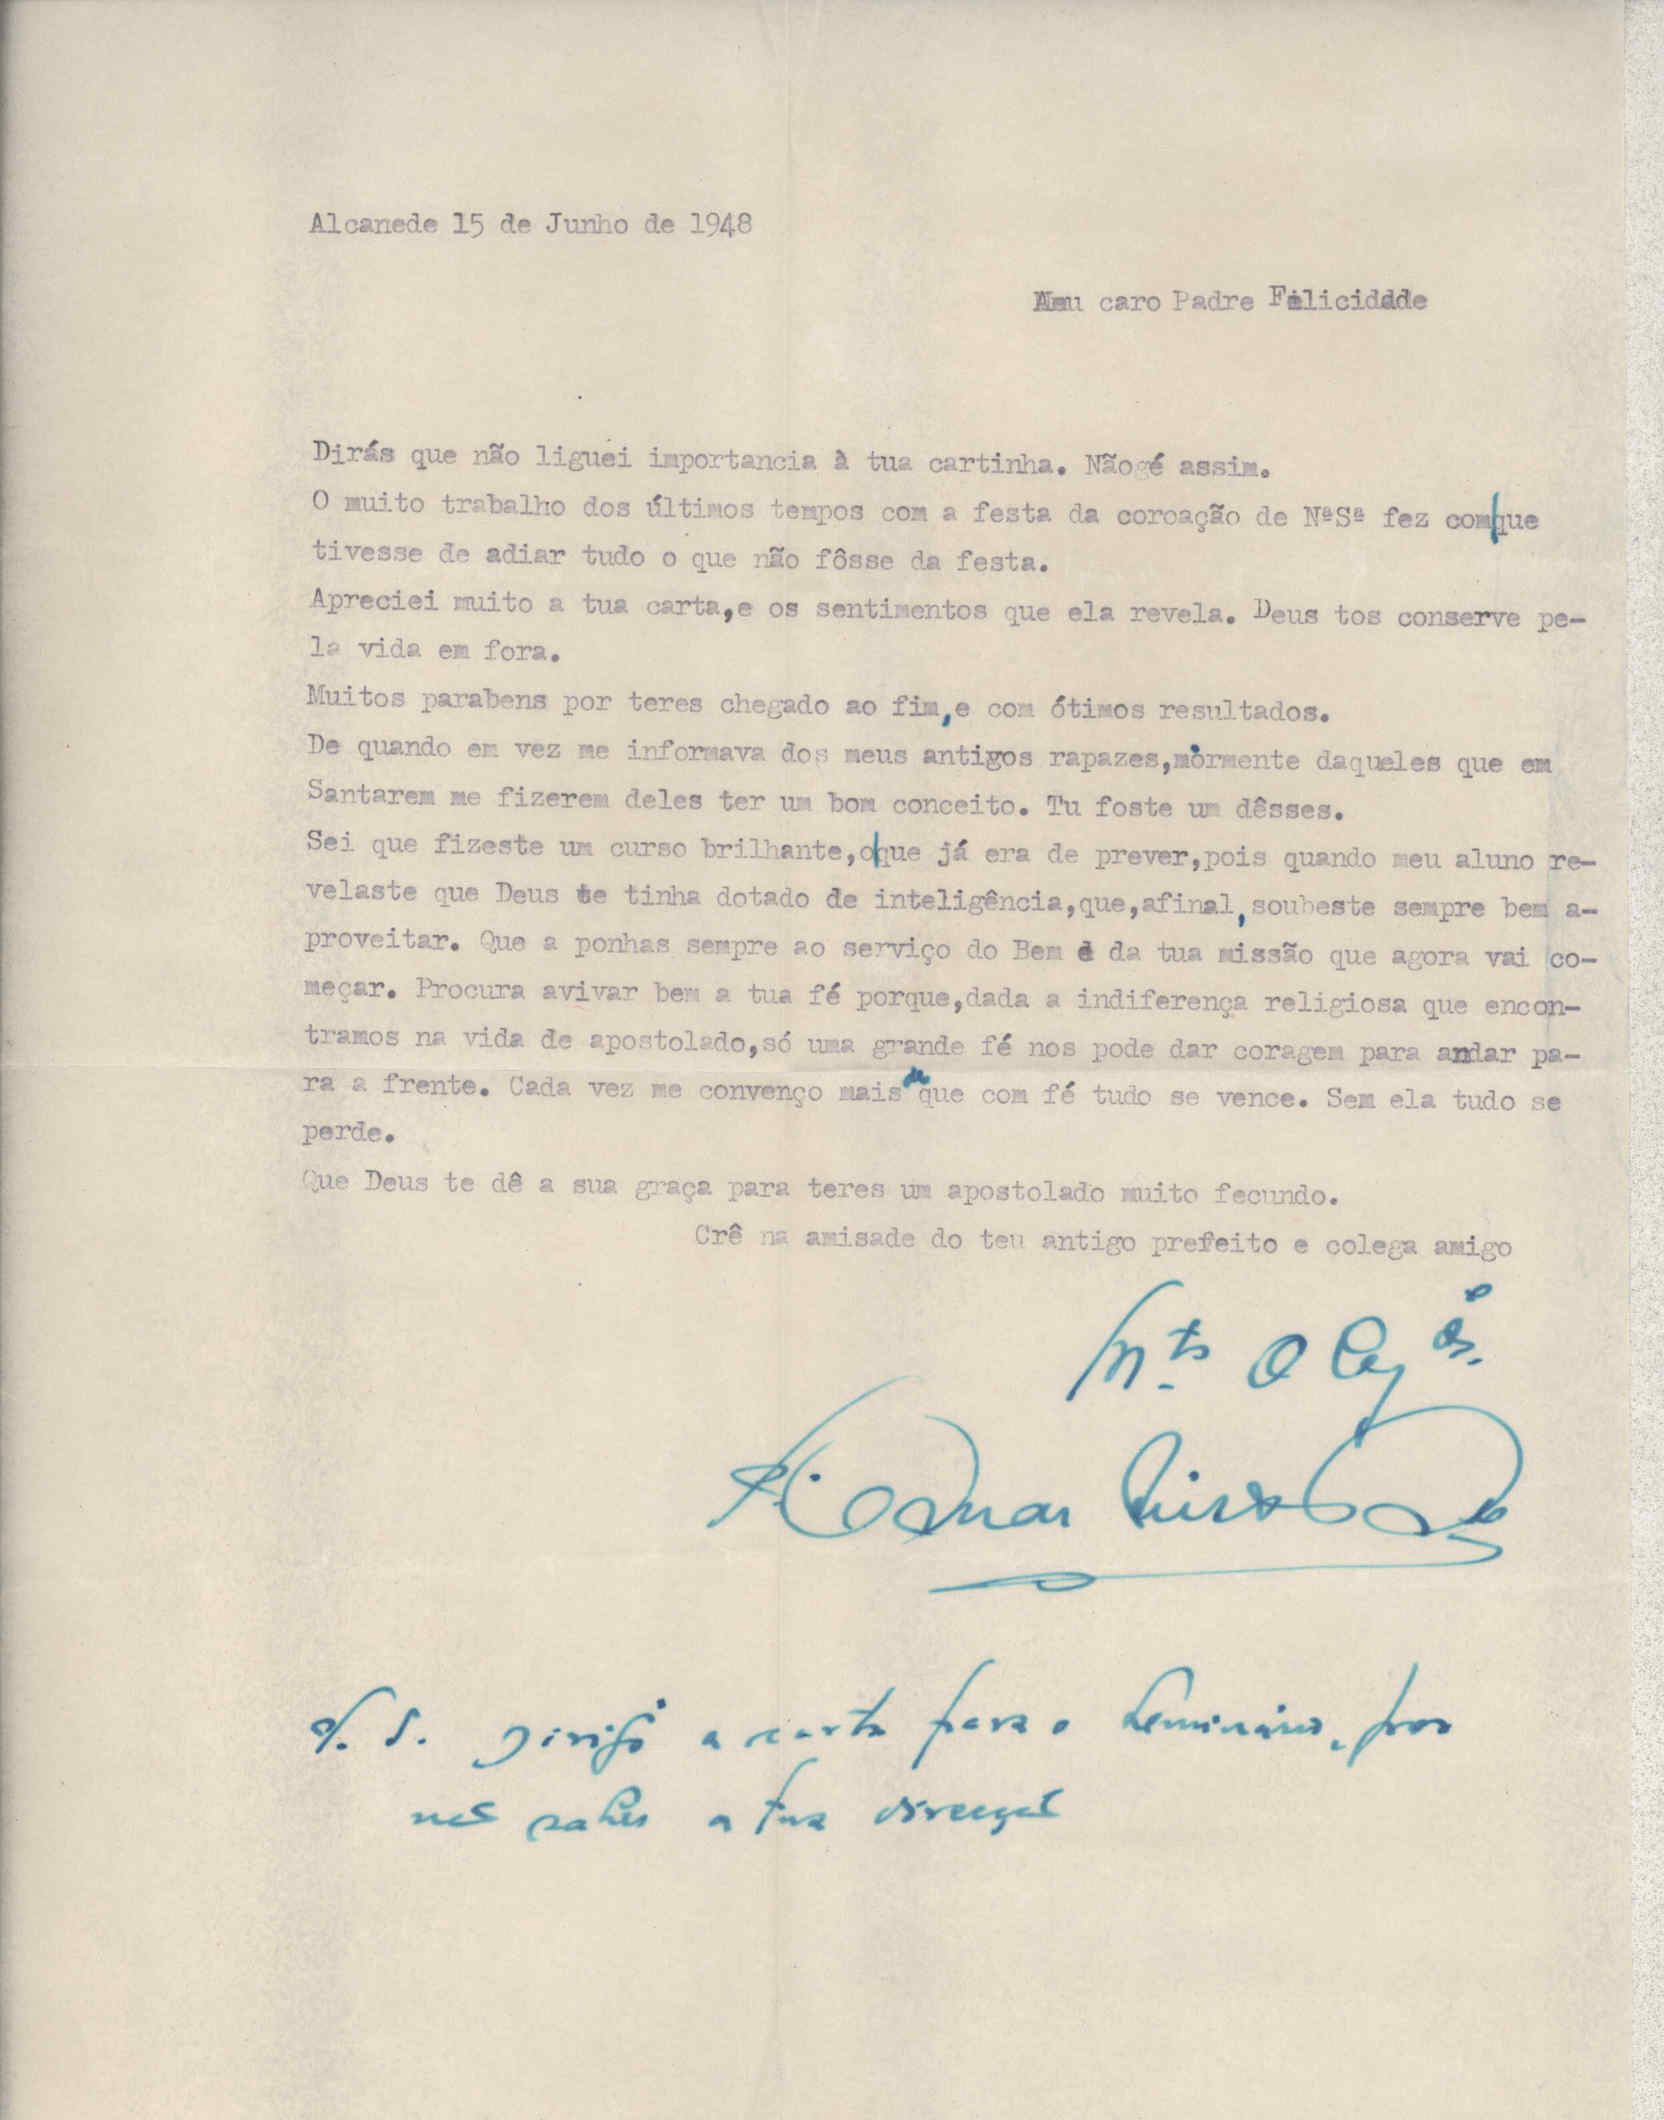 Alcanede 15 de Junho de 1948
Meu caro Padre Felicidade
Dirás que não liguei importancia à tua cartinha. Não é assim.
O muito trabalho dos últimos tempos com a festa da coroação de NªSª fez com|que
tivesse de adiar tudo o que não fôsse da festa.
Apreciei muito a tua carta,e os sentimentos que ela revela. Deus tos conserve pe-
la vida em fora.
Muitos parabens por teres chegado ao fim,e com ótimos resultados.
De quando em vez me informava dos meus antigos rapazes,mòrmente daqueles que em
Santarem me fizerem deles ter um bom conceito. Tu foste um dêsses.
Sei que fizeste um curso brilhante,o|que já era de prever,pois quando meu aluno re-
velaste que Deus te tinha dotado de inteligência,que,afinal,soubeste sempre bem a-
proveitar. Que a ponhas sempre ao serviço do Bem e da tua missão que agora vai co-
meçar. Procura avivar bem a tua fé porque,dada a indiferença religiosa que encon-
tramos na vida de apostolado,só uma grande fé nos pode dar coragem para andar pa-
ra a frente. Cada vez me convenço mais de que com fé tudo se vence. Sem ela tudo se
perde.
Que Deus te dê a sua graça para teres um apostolado muito fecundo.
Crê na amisade do teu antigo prefeito e colega amigo
Mto
P.S. Dirijo a carta para o Seminário, por
não saber a tua direcção